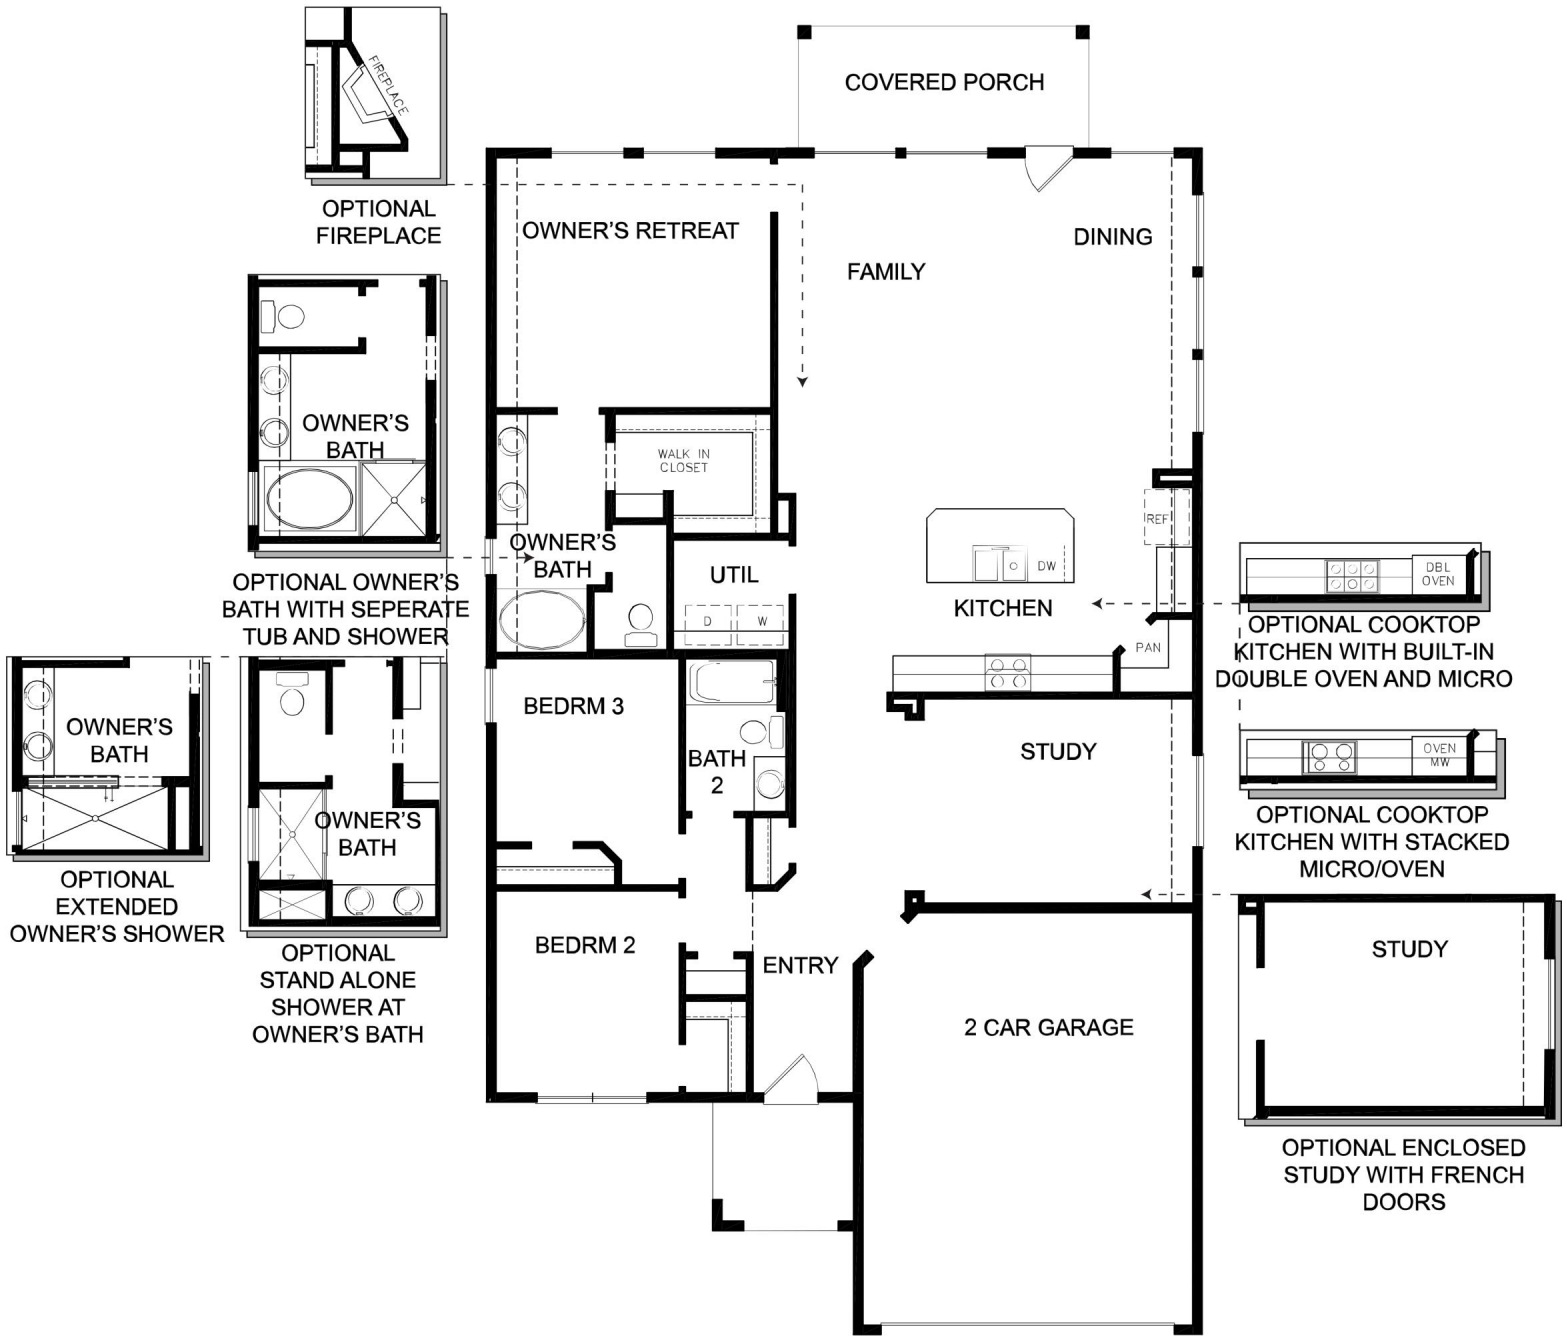 COVERED PORCH
FIREPLACE
OPTIONAL
FIREPLACE
OWNER'S RETREAT
DINING
FAMILY
OWNER'S
BATH
WALK IN
CLOSET
REF
OWNER'S
BATH
UTIL
DW
D
W
KITCHEN
PAN
DBL
OVEN
OPTIONAL OWNER'S
BATH WITH SEPERATE
TUB AND SHOWER
OPTIONAL COOKTOP
KITCHEN WITH BUILT-IN
DOUBLE OVEN AND MICRO
OWNER'S
BATH
BEDRM 3
BATH
2
STUDY
OVEN
MW
OWNER'S
BATH
OPTIONAL COOKTOP
KITCHEN WITH STACKED
MICRO/OVEN
OPTIONAL
EXTENDED
OWNER'S SHOWER
OPTIONAL
STAND ALONE
SHOWER AT
OWNER'S BATH
BEDRM 2
ENTRY
STUDY
2 CAR GARAGE
OPTIONAL ENCLOSED
STUDY WITH FRENCH
DOORS